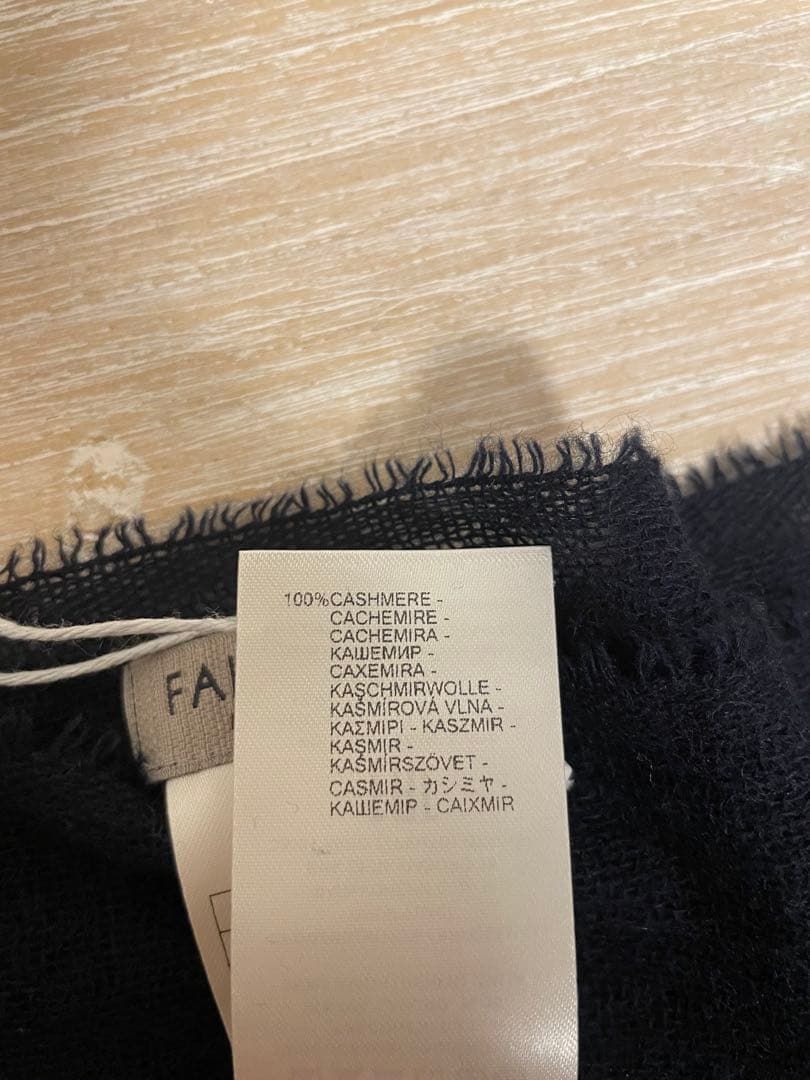 100%CASHMERE -
CACHEMIRE -
CACHEMIRA -
КАШЕМИР -
CAXEMIRA -
KAŞCHMIRWOLLE -
KAŠMÍROVÁ VLNA -
ΚΑΣΜΙΡΙ - KASZMIR -
KAŞMIR -
KAŠMÍRSZÖVET -
CASMIR - カシミヤ -
КАШЕМІР - CAIXMIR